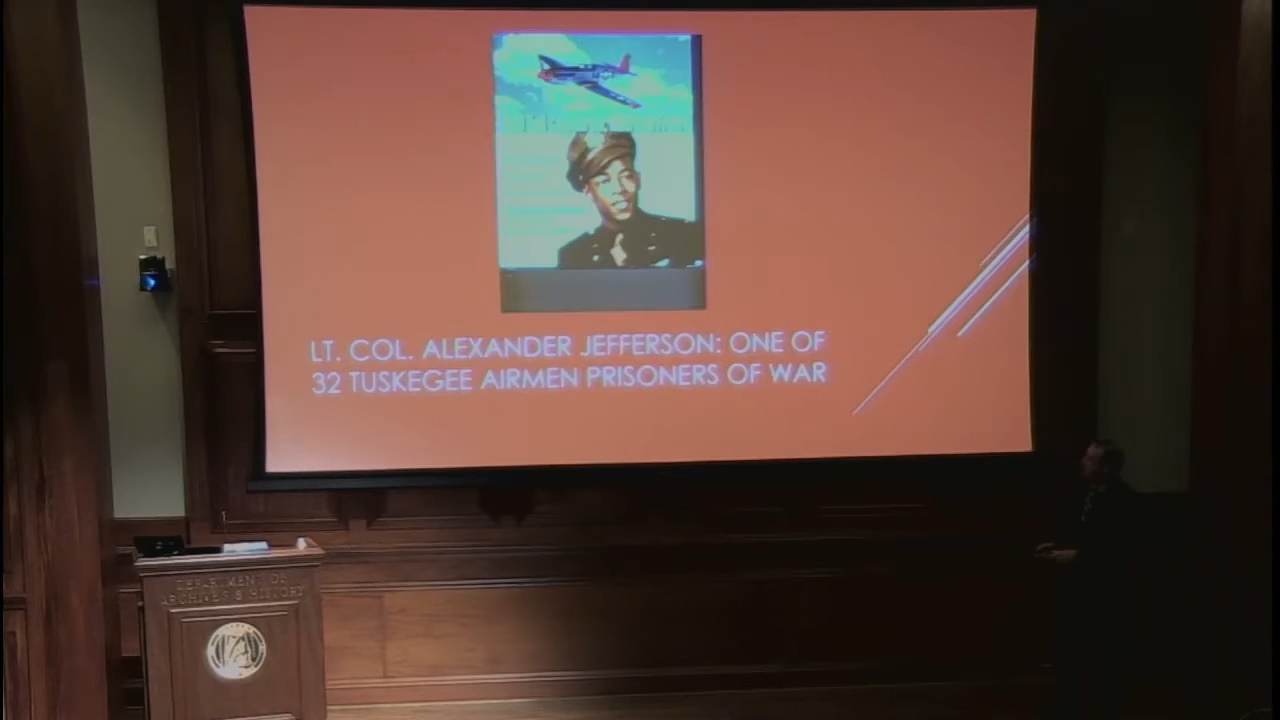 LT. COL. ALEXANDER JEFFERSON: ONE OF
32 TUSKEGEE AIRMEN PRISONERS OF WAR
DEPARTMENT OF
ARCHIVES & HISTORY